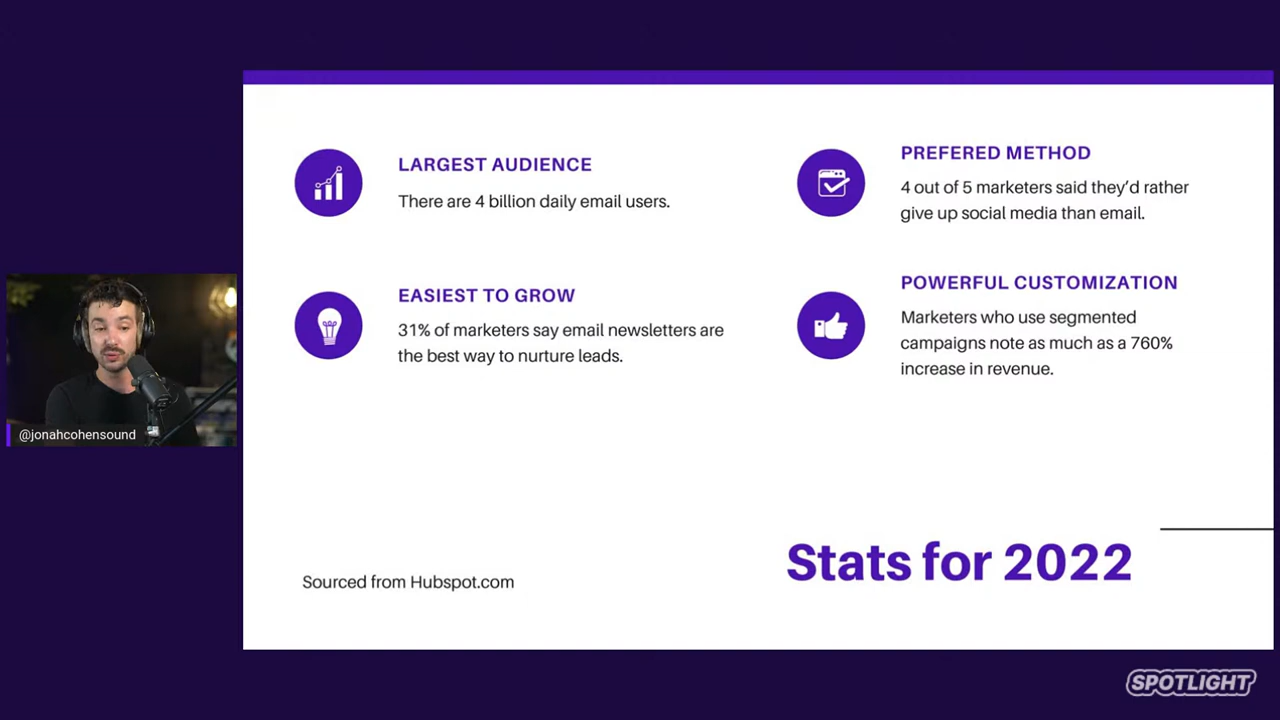 LARGEST AUDIENCE
There are 4 billion daily email users.
PREFERED METHOD
4 out of 5 marketers said they’d rather
give up social media than email.
EASIEST TO GROW
31% of marketers say email newsletters are
the best way to nurture leads.
POWERFUL CUSTOMIZATION
Marketers who use segmented
campaigns note as much as a 760%
increase in revenue.
@jonahcohensound
Stats for 2022
Sourced from Hubspot.com
SPOTLIGHT